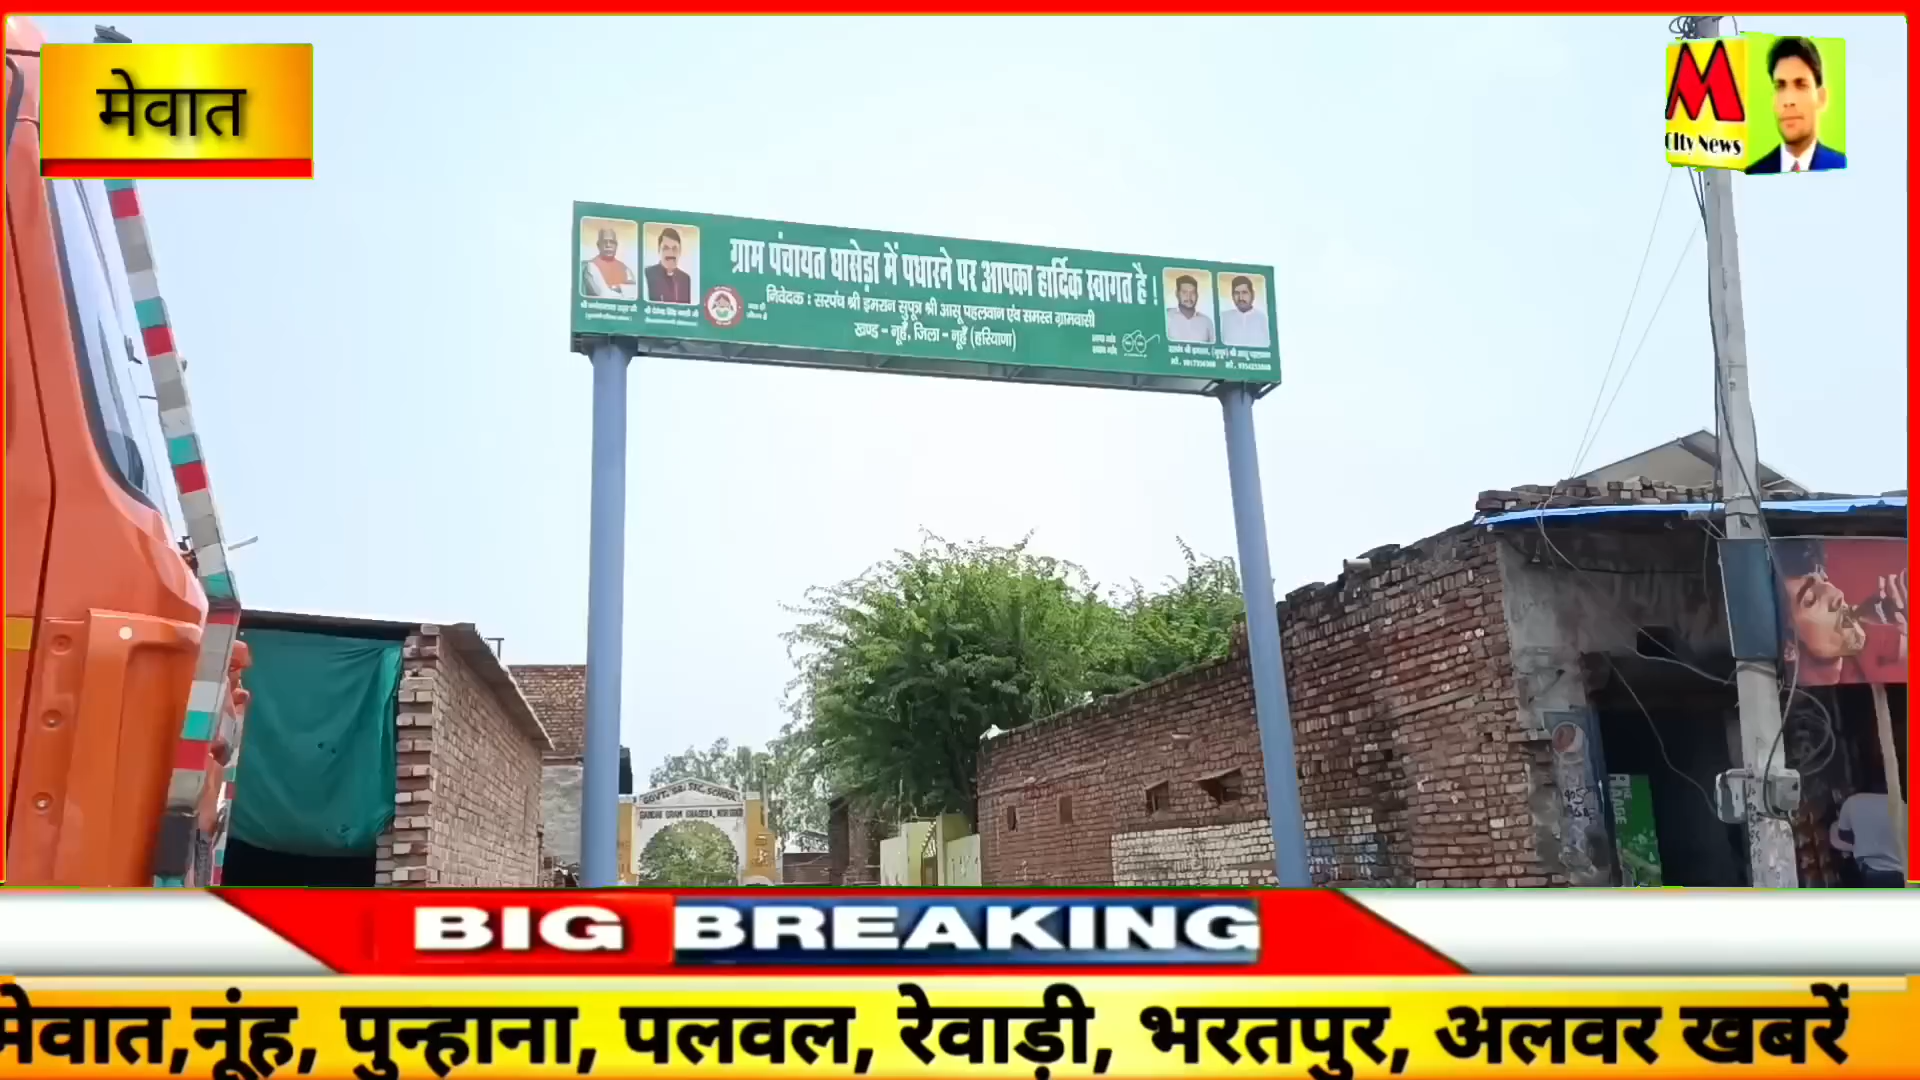 मेवात
M
City News
ग्राम पंचायत घासेड़ा में पधारने पर आपका हार्दिक स्वागत है !
निवेदक : सरपंच श्री इमरान सुपुत्र श्री आसू पहलवान एंव समस्त ग्रामवासी
खण्ड - नूहँ, जिला - नूहँ (हरियाणा)
GOVT. SR. SEC. SCHOOL
BIG BREAKING
मेवात,नूंह, पुन्हाना, पलवल, रेवाड़ी, भरतपुर, अलवर खबरें